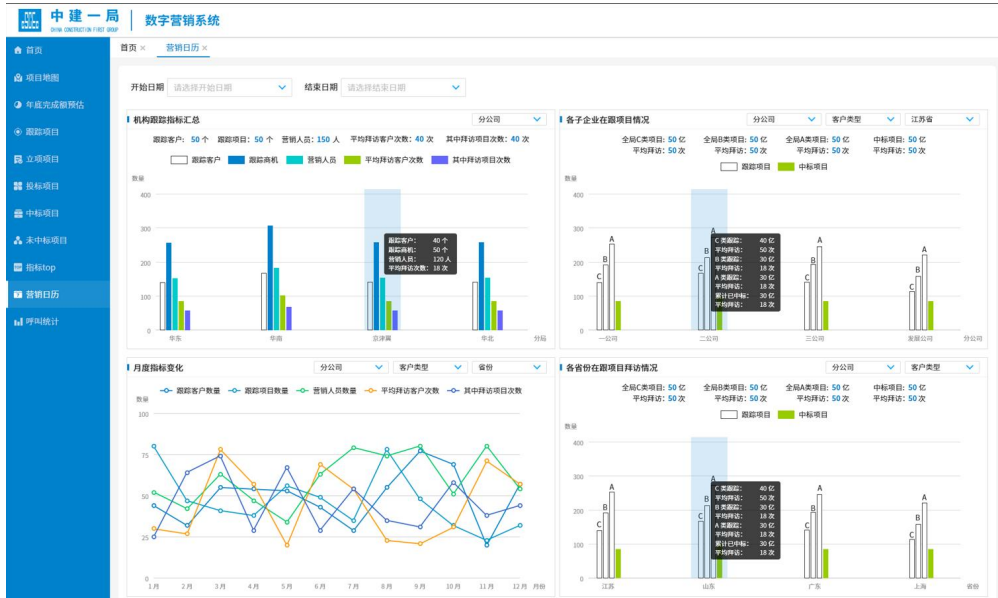 中建一局 数字营销系统
CHINA CONSTRUCTION FIRST GROUP
首页
项目地图
年底完成额预估
跟踪项目
立项项目
投标项目
中标项目
未中标项目
指标top
营销日历
呼叫统计
首页 × 营销日历 ×
开始日期 请选择开始日期 结束日期 请选择结束日期
机构跟踪指标汇总 分公司
跟踪客户: 50 个 跟踪项目: 50 个 营销人员: 150 人 平均拜访客户次数: 40 次 其中拜访项目次数: 40 次
跟踪客户 跟踪商机 营销人员 平均拜访客户次数 其中拜访项目次数
数量
400
300
200
100
0
跟踪客户: 40 个
跟踪商机: 50 个
营销人员: 120 人
平均拜访次数: 18 次
华东 华南 京津冀 华北 分局
各子企业在跟项目情况 分公司 客户类型 江苏省
全局C类项目: 50 亿 全局B类项目: 50 亿 全局A类项目: 50 亿 中标项目: 50 亿
平均拜访: 50 次 平均拜访: 50 次 平均拜访: 50 次 平均拜访: 50 次
跟踪项目 中标项目
数量
400
300
200
100
0
C B A
C B A
C B A
C B A
C 类跟踪: 40 亿
平均拜访: 50 次
B 类跟踪: 30 亿
平均拜访: 18 次
A 类跟踪: 30 亿
平均拜访: 18 次
累计已中标: 30 亿
平均拜访: 18 次
一公司 二公司 三公司 发展公司 分公司
月度指标变化 分公司 客户类型 省份
跟踪客户数量 跟踪项目数量 营销人员数量 平均拜访客户次数 其中拜访项目次数
数量
100
75
50
25
0
1月 2月 3月 4月 5月 6月 7月 8月 9月 10月 11月 12月 月份
各省份在跟项目拜访情况 分公司 客户类型
全局C类项目: 50 亿 全局B类项目: 50 亿 全局A类项目: 50 亿 中标项目: 50 亿
平均拜访: 50 次 平均拜访: 50 次 平均拜访: 50 次 平均拜访: 50 次
跟踪项目 中标项目
数量
400
300
200
100
0
C B A
C B A
C B A
C B A
C 类跟踪: 40 亿
平均拜访: 50 次
B 类跟踪: 30 亿
平均拜访: 18 次
A 类跟踪: 30 亿
平均拜访: 18 次
累计已中标: 30 亿
平均拜访: 18 次
江苏 山东 广东 上海 省份